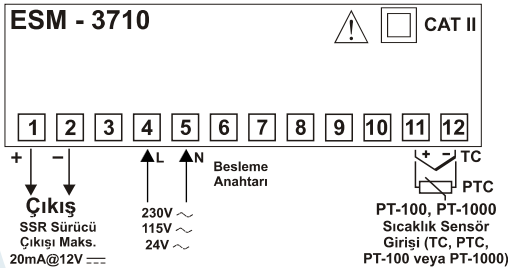 ESM - 3710
CAT II
1 2 3 4 5 6 7 8 9 10 11 12
+ − L N + − TC
Besleme
Anahtarı
PTC
Çıkış
SSR Sürücü
Çıkışı Maks.
20mA@12V
230V
115V
24V
PT-100, PT-1000
Sıcaklık Sensör
Girişi (TC, PTC,
PT-100 veya PT-1000)